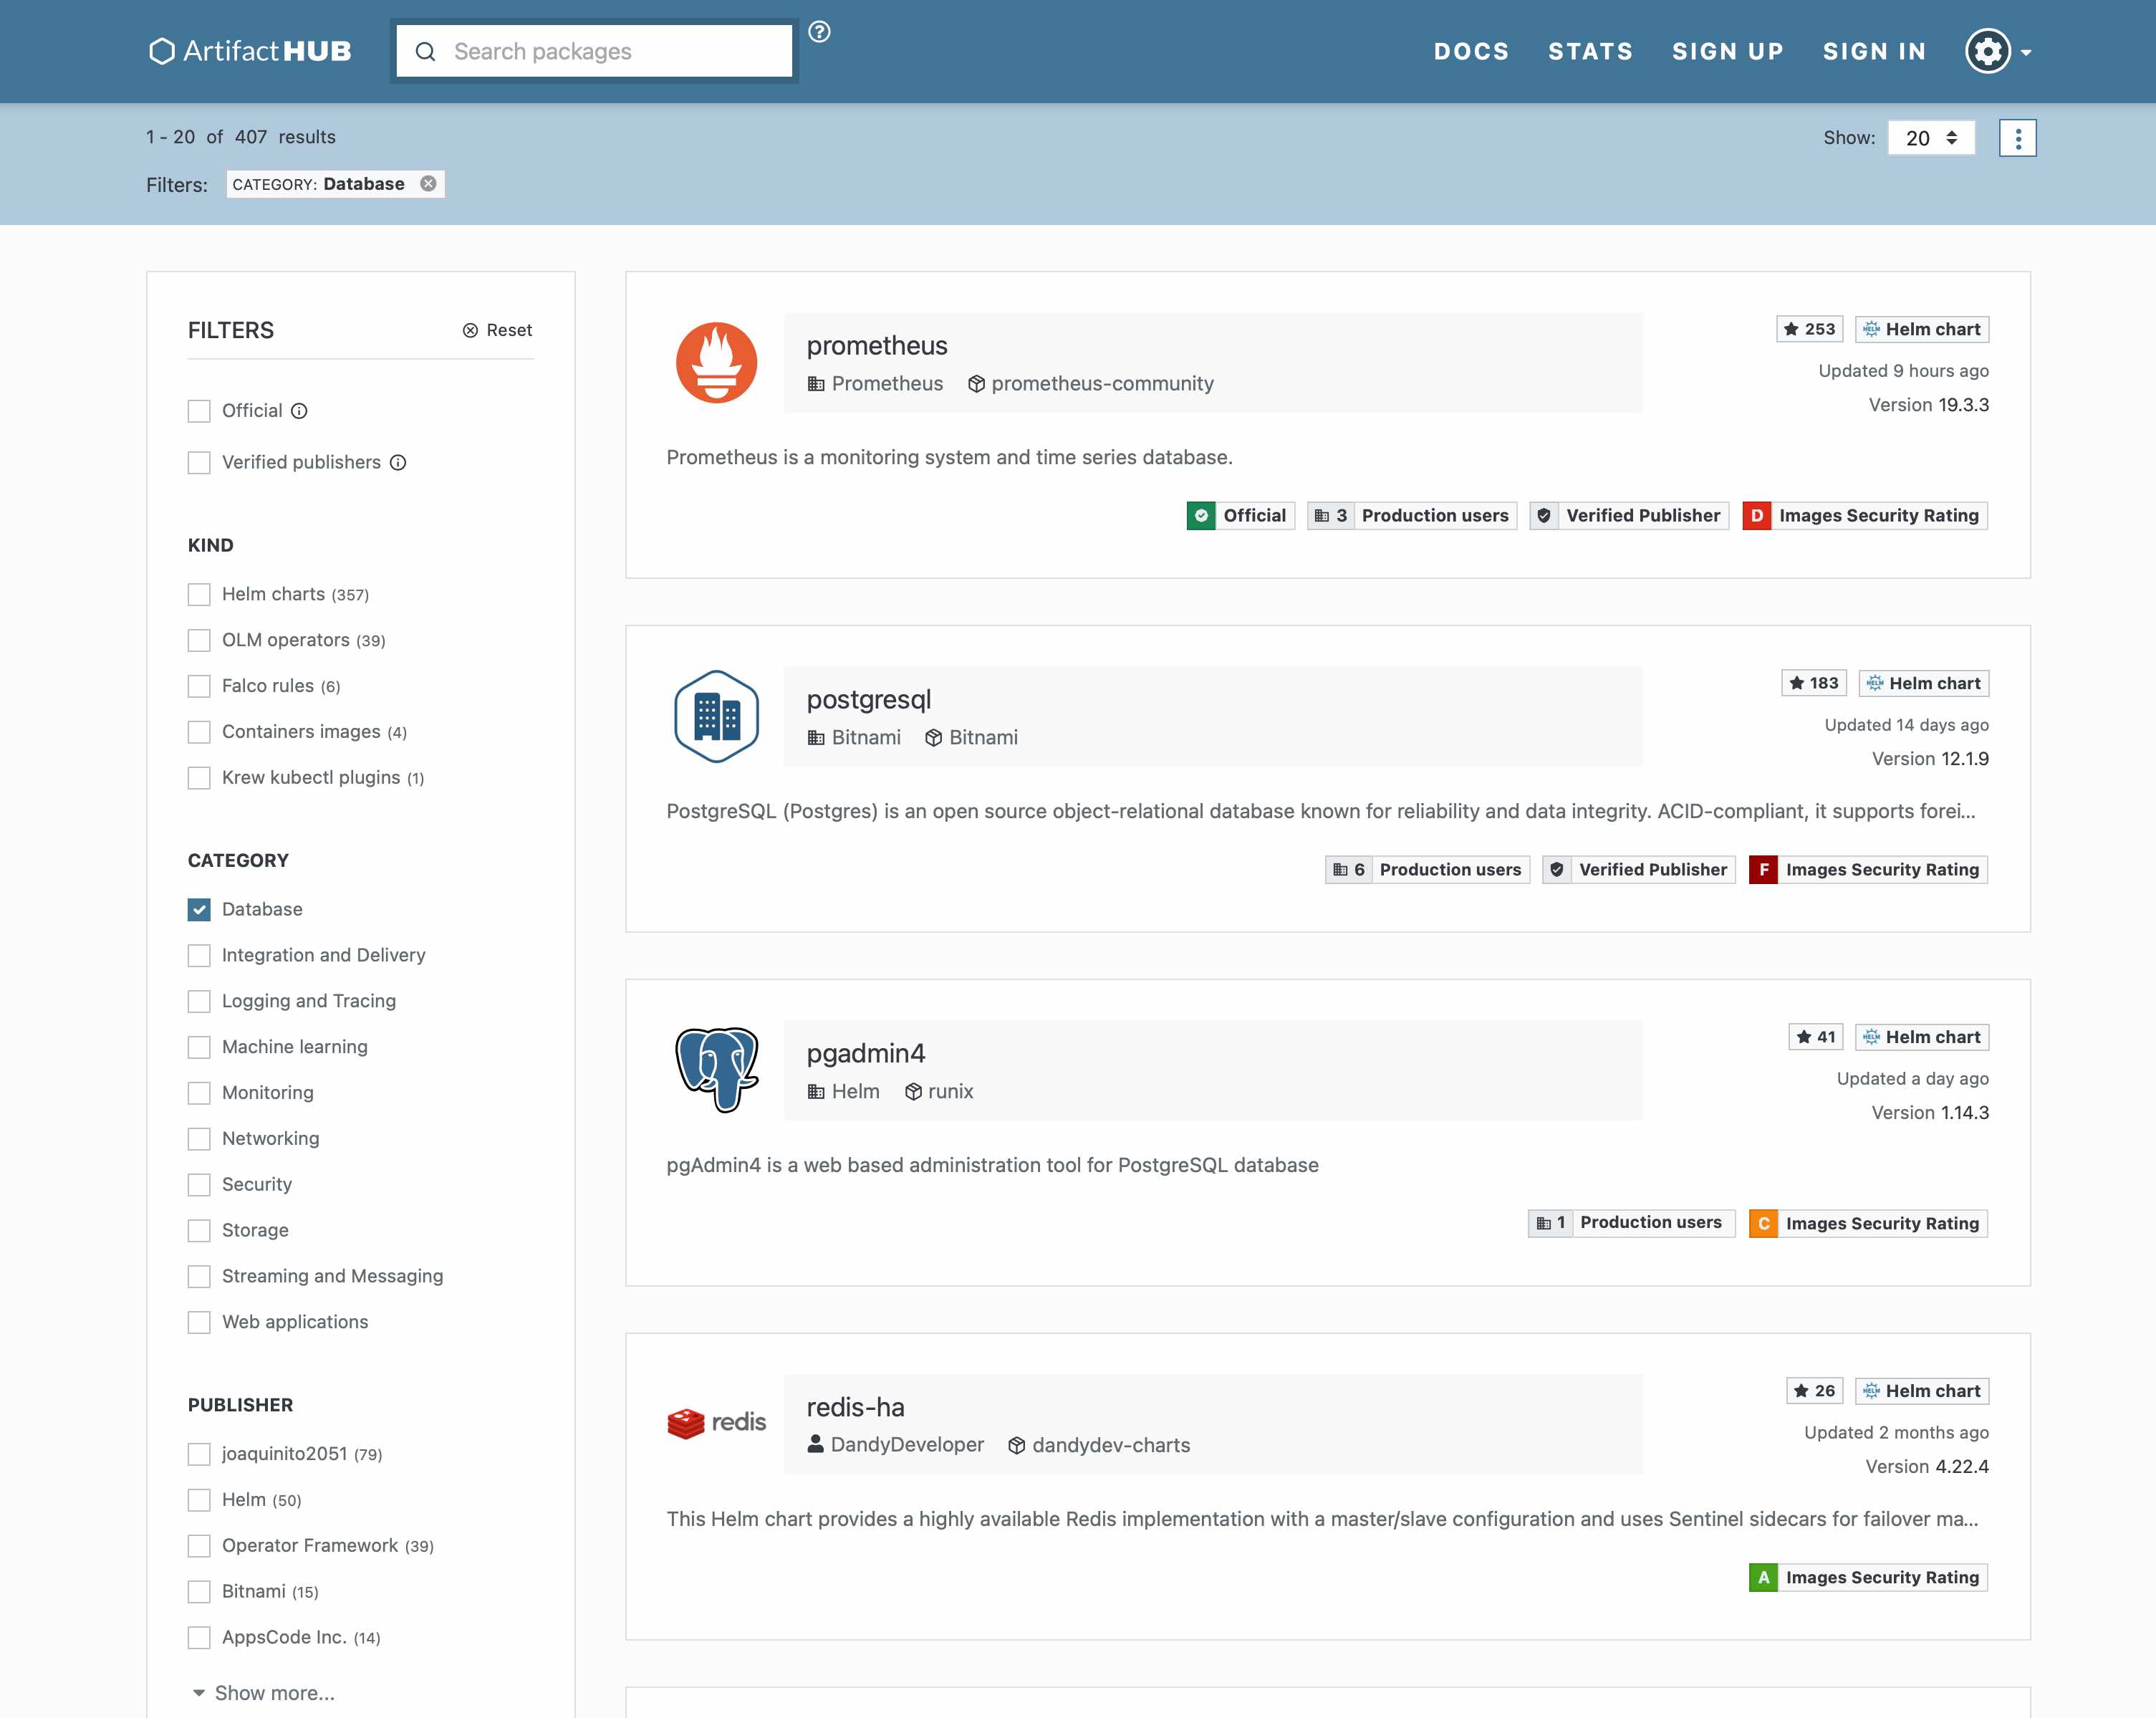 ArtifactHUB
Search packages
DOCS STATS SIGN UP SIGN IN
1 - 20 of 407 results
Show: 20
Filters: CATEGORY: Database
FILTERS
Reset
Official
Verified publishers
KIND
Helm charts (357)
OLM operators (39)
Falco rules (6)
Containers images (4)
Krew kubectl plugins (1)
CATEGORY
Database
Integration and Delivery
Logging and Tracing
Machine learning
Monitoring
Networking
Security
Storage
Streaming and Messaging
Web applications
PUBLISHER
joaquinito2051 (79)
Helm (50)
Operator Framework (39)
Bitnami (15)
AppsCode Inc. (14)
Show more...
prometheus
Prometheus prometheus-community
253 HELM Helm chart
Updated 9 hours ago
Version 19.3.3
Prometheus is a monitoring system and time series database.
Official 3 Production users Verified Publisher D Images Security Rating
postgresql
Bitnami Bitnami
183 HELM Helm chart
Updated 14 days ago
Version 12.1.9
PostgreSQL (Postgres) is an open source object-relational database known for reliability and data integrity. ACID-compliant, it supports forei...
6 Production users Verified Publisher F Images Security Rating
pgadmin4
Helm runix
41 HELM Helm chart
Updated a day ago
Version 1.14.3
pgAdmin4 is a web based administration tool for PostgreSQL database
1 Production users C Images Security Rating
redis
redis-ha
DandyDeveloper dandydev-charts
26 HELM Helm chart
Updated 2 months ago
Version 4.22.4
This Helm chart provides a highly available Redis implementation with a master/slave configuration and uses Sentinel sidecars for failover ma...
A Images Security Rating